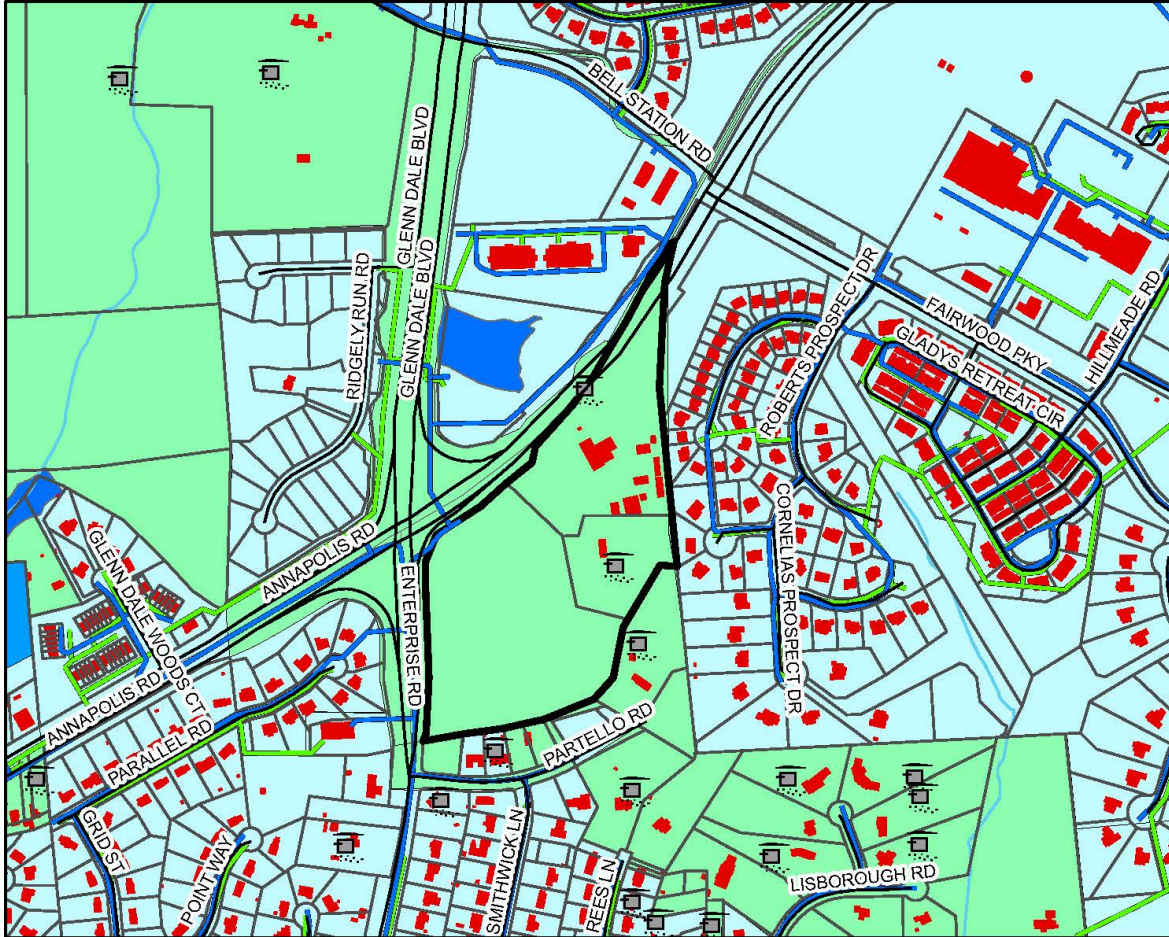 BELL STATION RD
GLENN DALE BLVD
GLENN DALE BLVD
RIDGELY RUN RD
ROBERTS PROSPECT DR
FAIRWOOD PKY
HILLMEADE RD
GLADYS RETREAT CIR
CORNELIAS PROSPECT DR
ANNAPOLIS RD
GLENN DALE WOODS CT
ENTERPRISE RD
ANNAPOLIS RD
PARALLEL RD
PARTELLO RD
GRID ST
POINT WAY
SMITHWICK LN
REES LN
LISBOROUGH RD